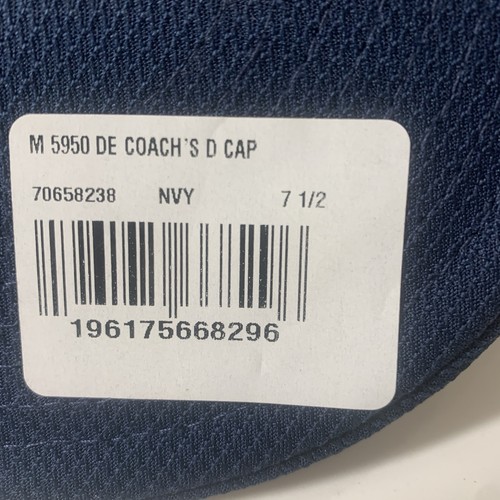 M 5950 DE COACH'S D CAP
70658238 NVY 7 1/2
196175668296